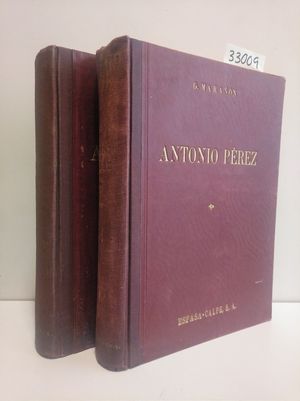 33009
G. MARAÑON
ANTONIO PÉREZ
ESPASA-CALPE, S. A.
A